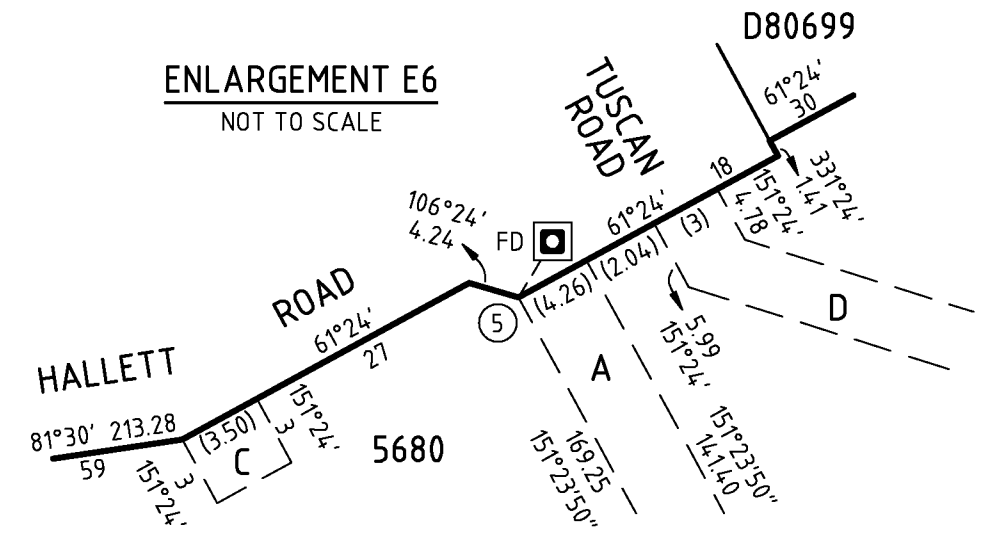 D80699
ENLARGEMENT E6
NOT TO SCALE
TUSCAN
ROAD
61°24'
30
331°24'
1.41
18
151°24'
4.78
106°24'
4.24
FD
61°24'
(3)
(2.04)
(4.26)
5
D
5.99
151°24'
HALLETT
ROAD
61°24'
27
A
81°30' 213.28
59
(3.50)
C
3
151°24'
3
151°24'
5680
169.25
151°23'50"
151°23'50"
141.40